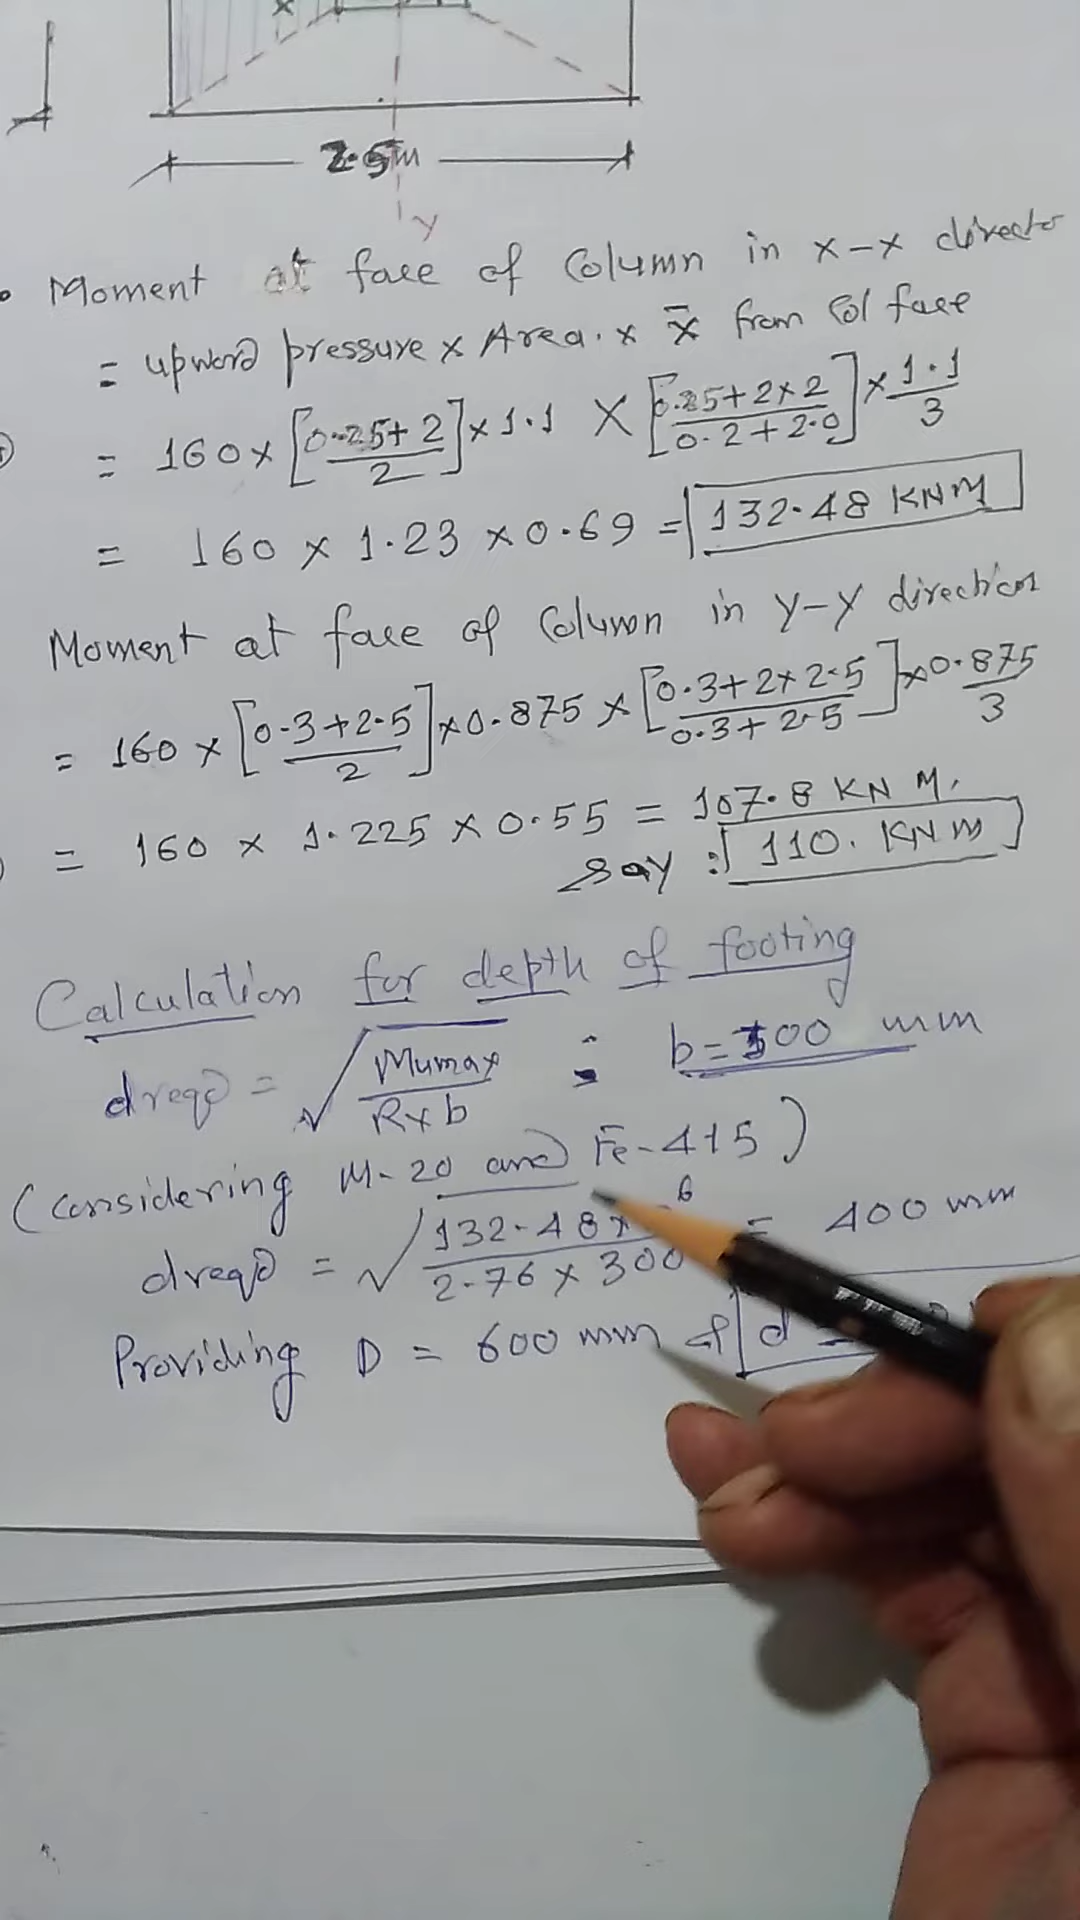 x
2.5m
y
Moment at face of Column in x-x directo
= upword pressure x Area. x x̄ from Col face
= 160 x [0.25+2/2] x 1.1 x [0.25+2x2/0.2+2.0] x 1.1/3
= 160 x 1.23 x 0.69 = 132.48 KNM
Moment at face of Column in y-y direction
= 160 x [0.3+2.5/2] x 0.875 x [0.3+2x2.5/0.3+2.5] x 0.875/3
= 160 x 1.225 x 0.55 = 107.8 KN M.
Say : 110. KNM
Calculation for depth of footing
dreqd = √Mumax/Rxb ; b=300 mm
(Considering M-20 and Fe-415)
dreqd = √132.48x 6/2.76 x 300 = 400 mm
Providing D = 600 mm & d =